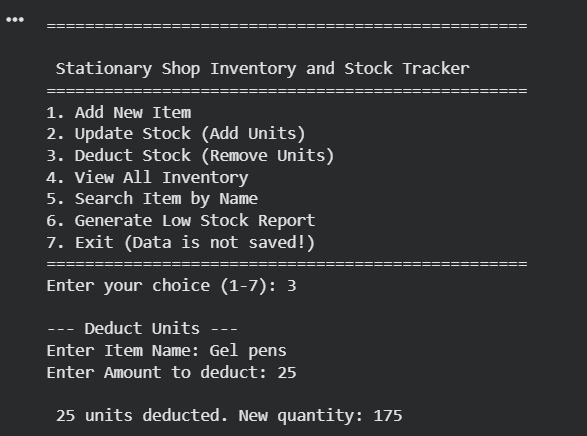 ==================================================
Stationary Shop Inventory and Stock Tracker
==================================================
1. Add New Item
2. Update Stock (Add Units)
3. Deduct Stock (Remove Units)
4. View All Inventory
5. Search Item by Name
6. Generate Low Stock Report
7. Exit (Data is not saved!)
==================================================
Enter your choice (1-7): 3
--- Deduct Units ---
Enter Item Name: Gel pens
Enter Amount to deduct: 25
25 units deducted. New quantity: 175